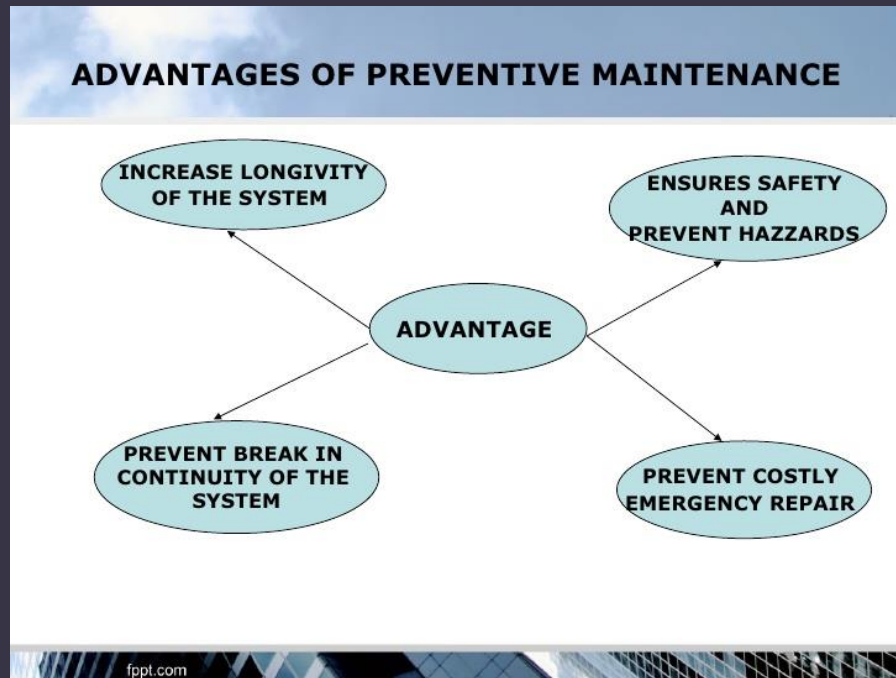 ADVANTAGES OF PREVENTIVE MAINTENANCE
INCREASE LONGIVITY
OF THE SYSTEM
ENSURES SAFETY
AND
PREVENT HAZZARDS
ADVANTAGE
PREVENT BREAK IN
CONTINUITY OF THE
SYSTEM
PREVENT COSTLY
EMERGENCY REPAIR
fppt.com